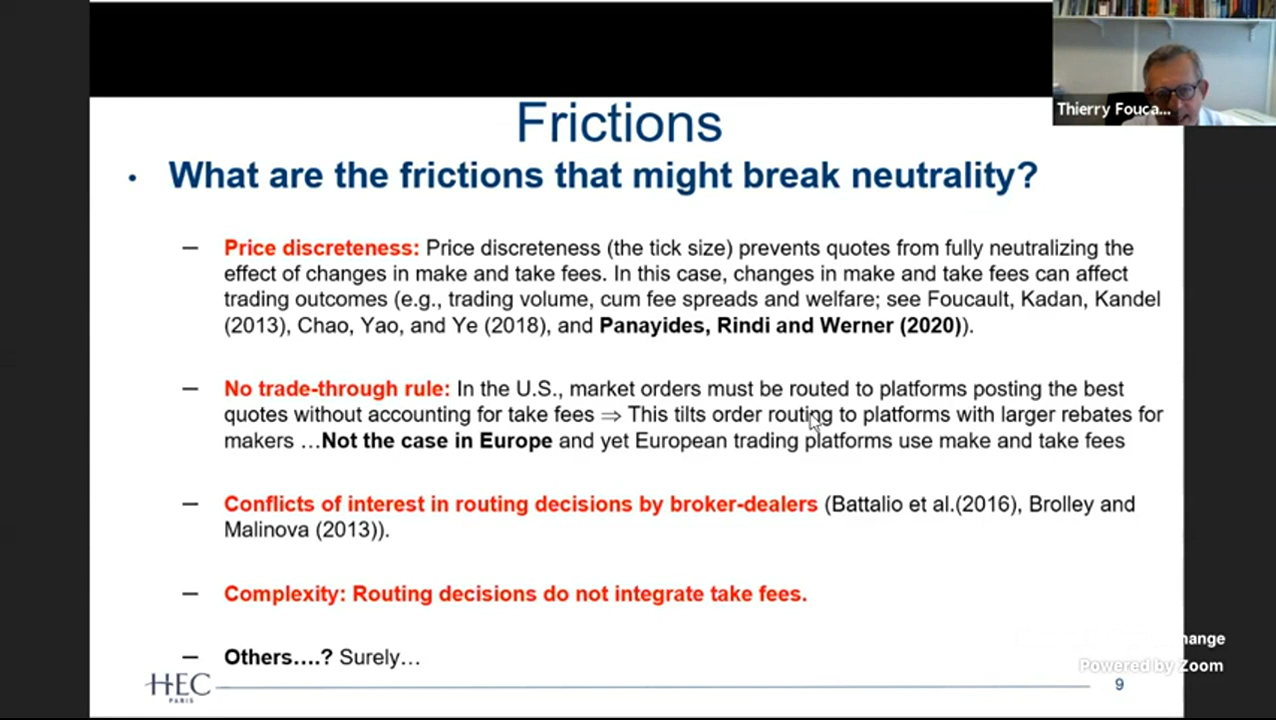 Thierry Fouca...
Frictions
• What are the frictions that might break neutrality?
– Price discreteness: Price discreteness (the tick size) prevents quotes from fully neutralizing the
effect of changes in make and take fees. In this case, changes in make and take fees can affect
trading outcomes (e.g., trading volume, cum fee spreads and welfare; see Foucault, Kadan, Kandel
(2013), Chao, Yao, and Ye (2018), and Panayides, Rindi and Werner (2020)).
– No trade-through rule: In the U.S., market orders must be routed to platforms posting the best
quotes without accounting for take fees ⇒ This tilts order routing to platforms with larger rebates for
makers …Not the case in Europe and yet European trading platforms use make and take fees
– Conflicts of interest in routing decisions by broker-dealers (Battalio et al.(2016), Brolley and
Malinova (2013)).
– Complexity: Routing decisions do not integrate take fees.
– Others….? Surely…
HEC
PARIS
9
Powered by Zoom